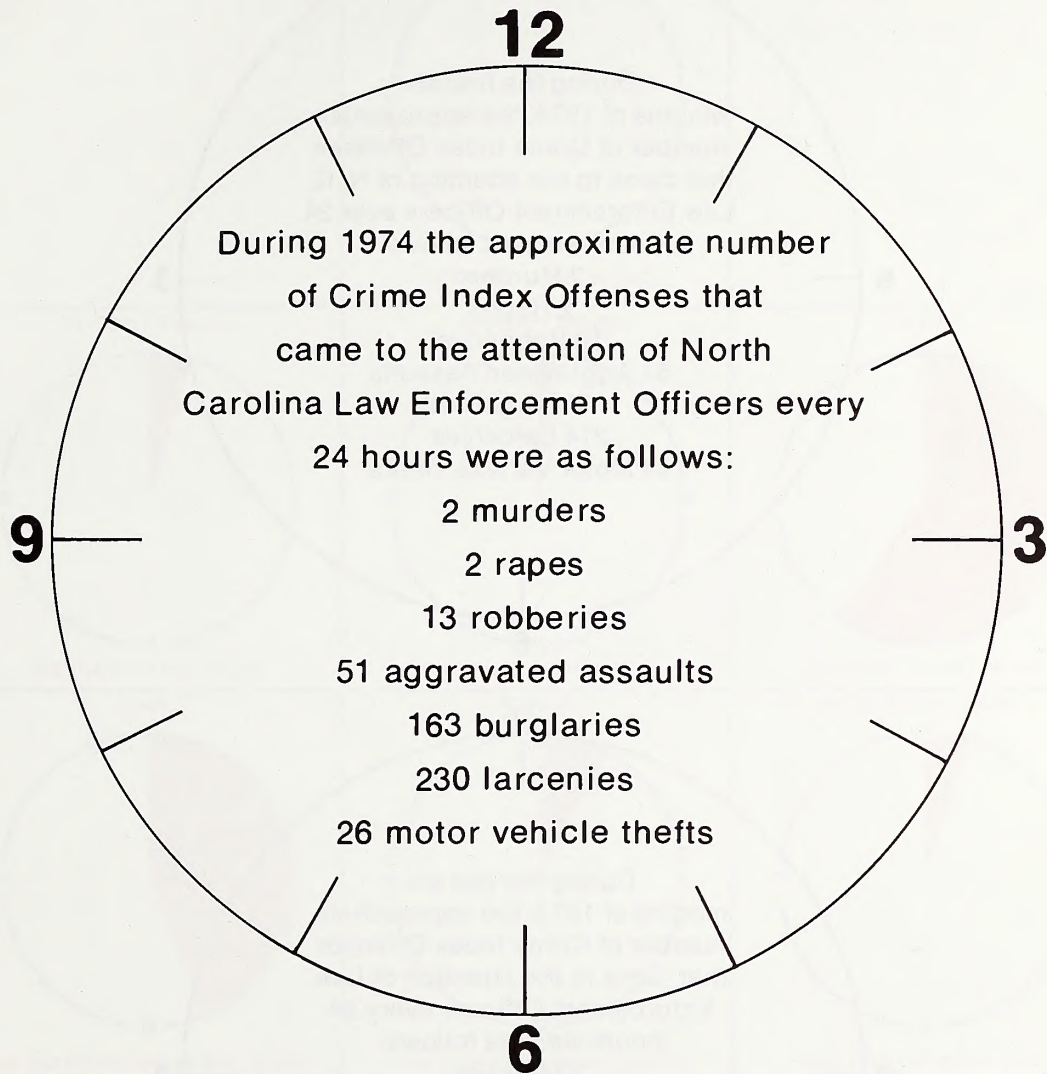 12
During 1974 the approximate number
of Crime Index Offenses that
came to the attention of North
Carolina Law Enforcement Officers every
24 hours were as follows:
2 murders
9
3
2 rapes
13 robberies
51 aggravated assaults
163 burglaries
230 larcenies
26 motor vehicle thefts
6